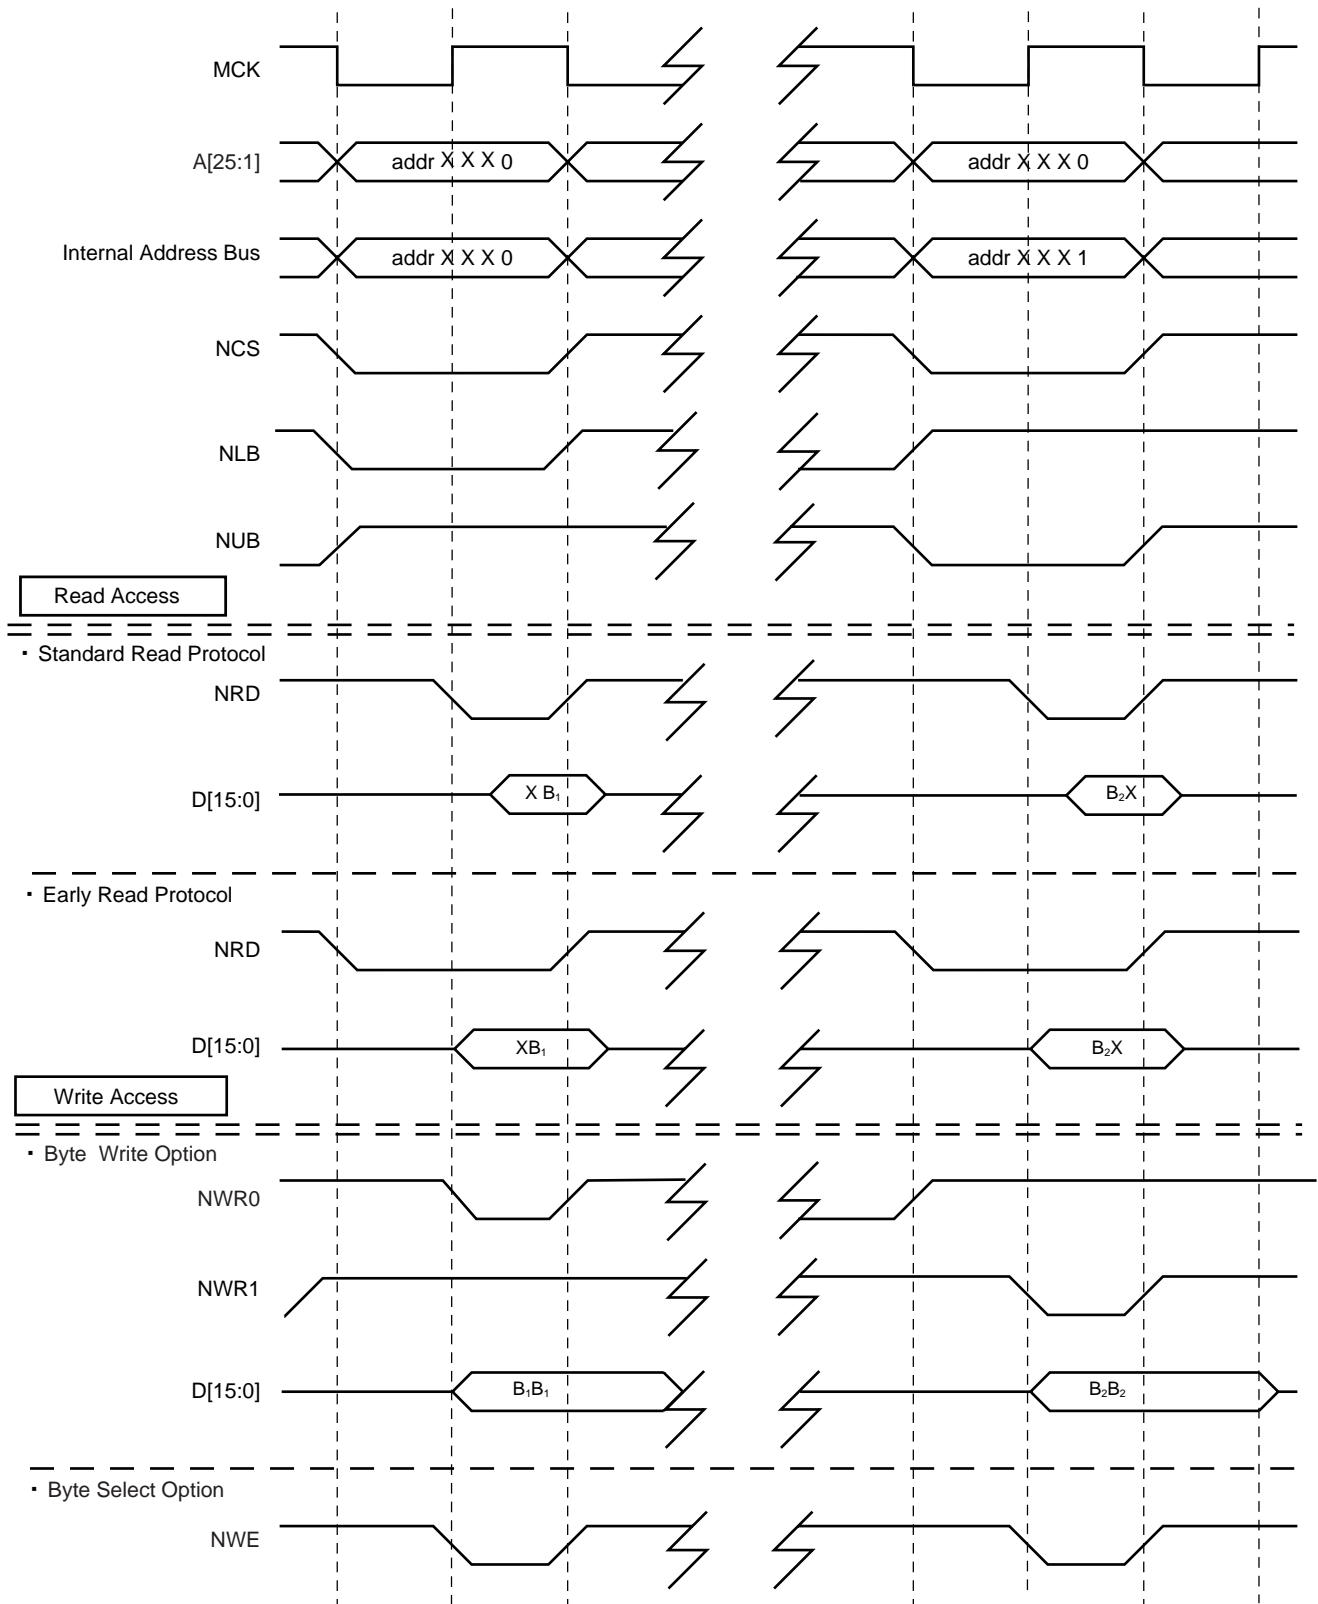 MCK
A[25:1] addr X X X 0 addr X X X 0
Internal Address Bus addr X X X 0 addr X X X 1
NCS
NLB
NUB
Read Access
· Standard Read Protocol
NRD
D[15:0] X B₁ B₂X
· Early Read Protocol
NRD
D[15:0] XB₁ B₂X
Write Access
· Byte Write Option
NWR0
NWR1
D[15:0] B₁B₁ B₂B₂
· Byte Select Option
NWE